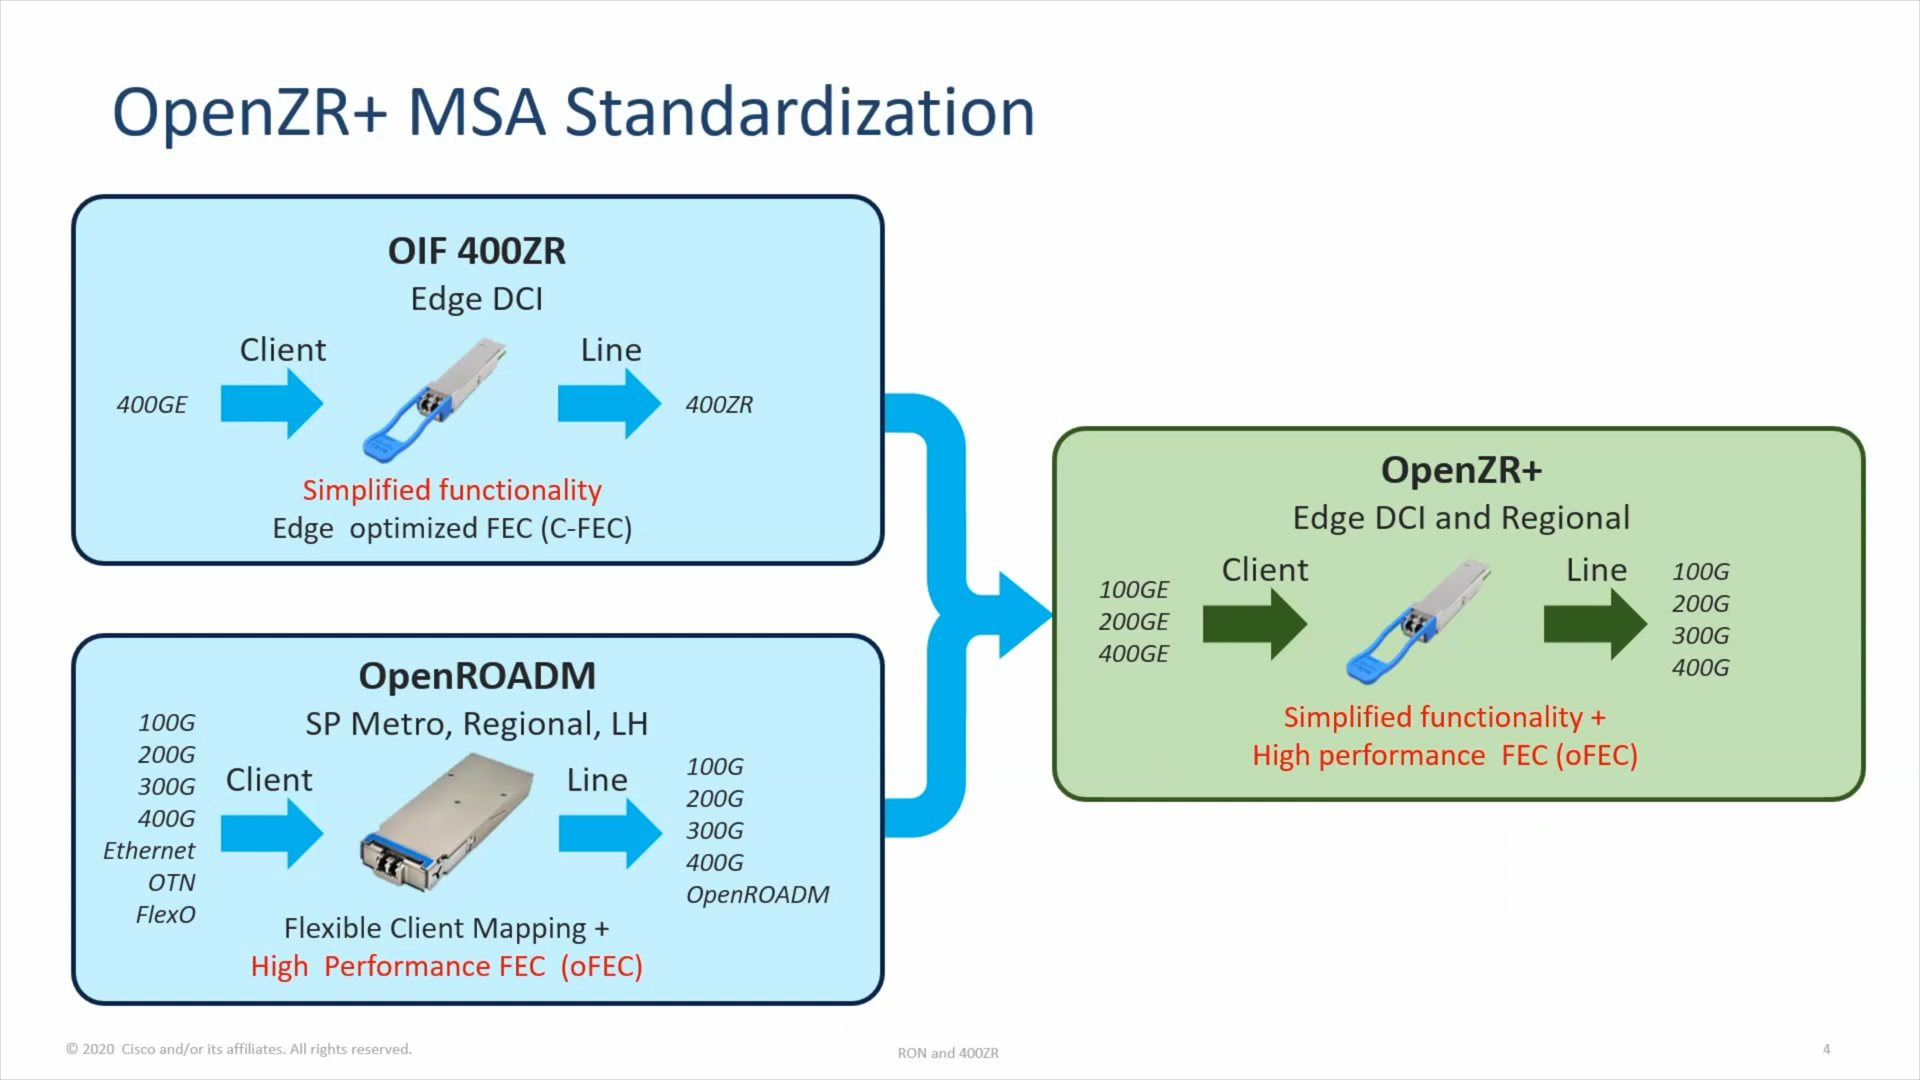 OpenZR+ MSA Standardization
OIF 400ZR
Edge DCI
Client
Line
400GE
400ZR
Simplified functionality
Edge optimized FEC (C-FEC)
OpenROADM
SP Metro, Regional, LH
100G
200G
300G
400G
Ethernet
OTN
FlexO
Client
Line
100G
200G
300G
400G
OpenROADM
Flexible Client Mapping +
High Performance FEC (oFEC)
OpenZR+
Edge DCI and Regional
Client
Line
100GE
200GE
400GE
100G
200G
300G
400G
Simplified functionality +
High performance FEC (oFEC)
© 2020 Cisco and/or its affiliates. All rights reserved.
RON and 400ZR
4